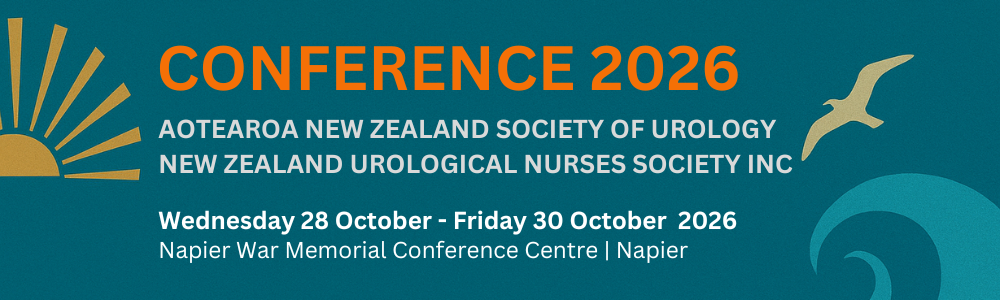 CONFERENCE 2026
AOTEAROA NEW ZEALAND SOCIETY OF UROLOGY
NEW ZEALAND UROLOGICAL NURSES SOCIETY INC
Wednesday 28 October - Friday 30 October 2026
Napier War Memorial Conference Centre | Napier